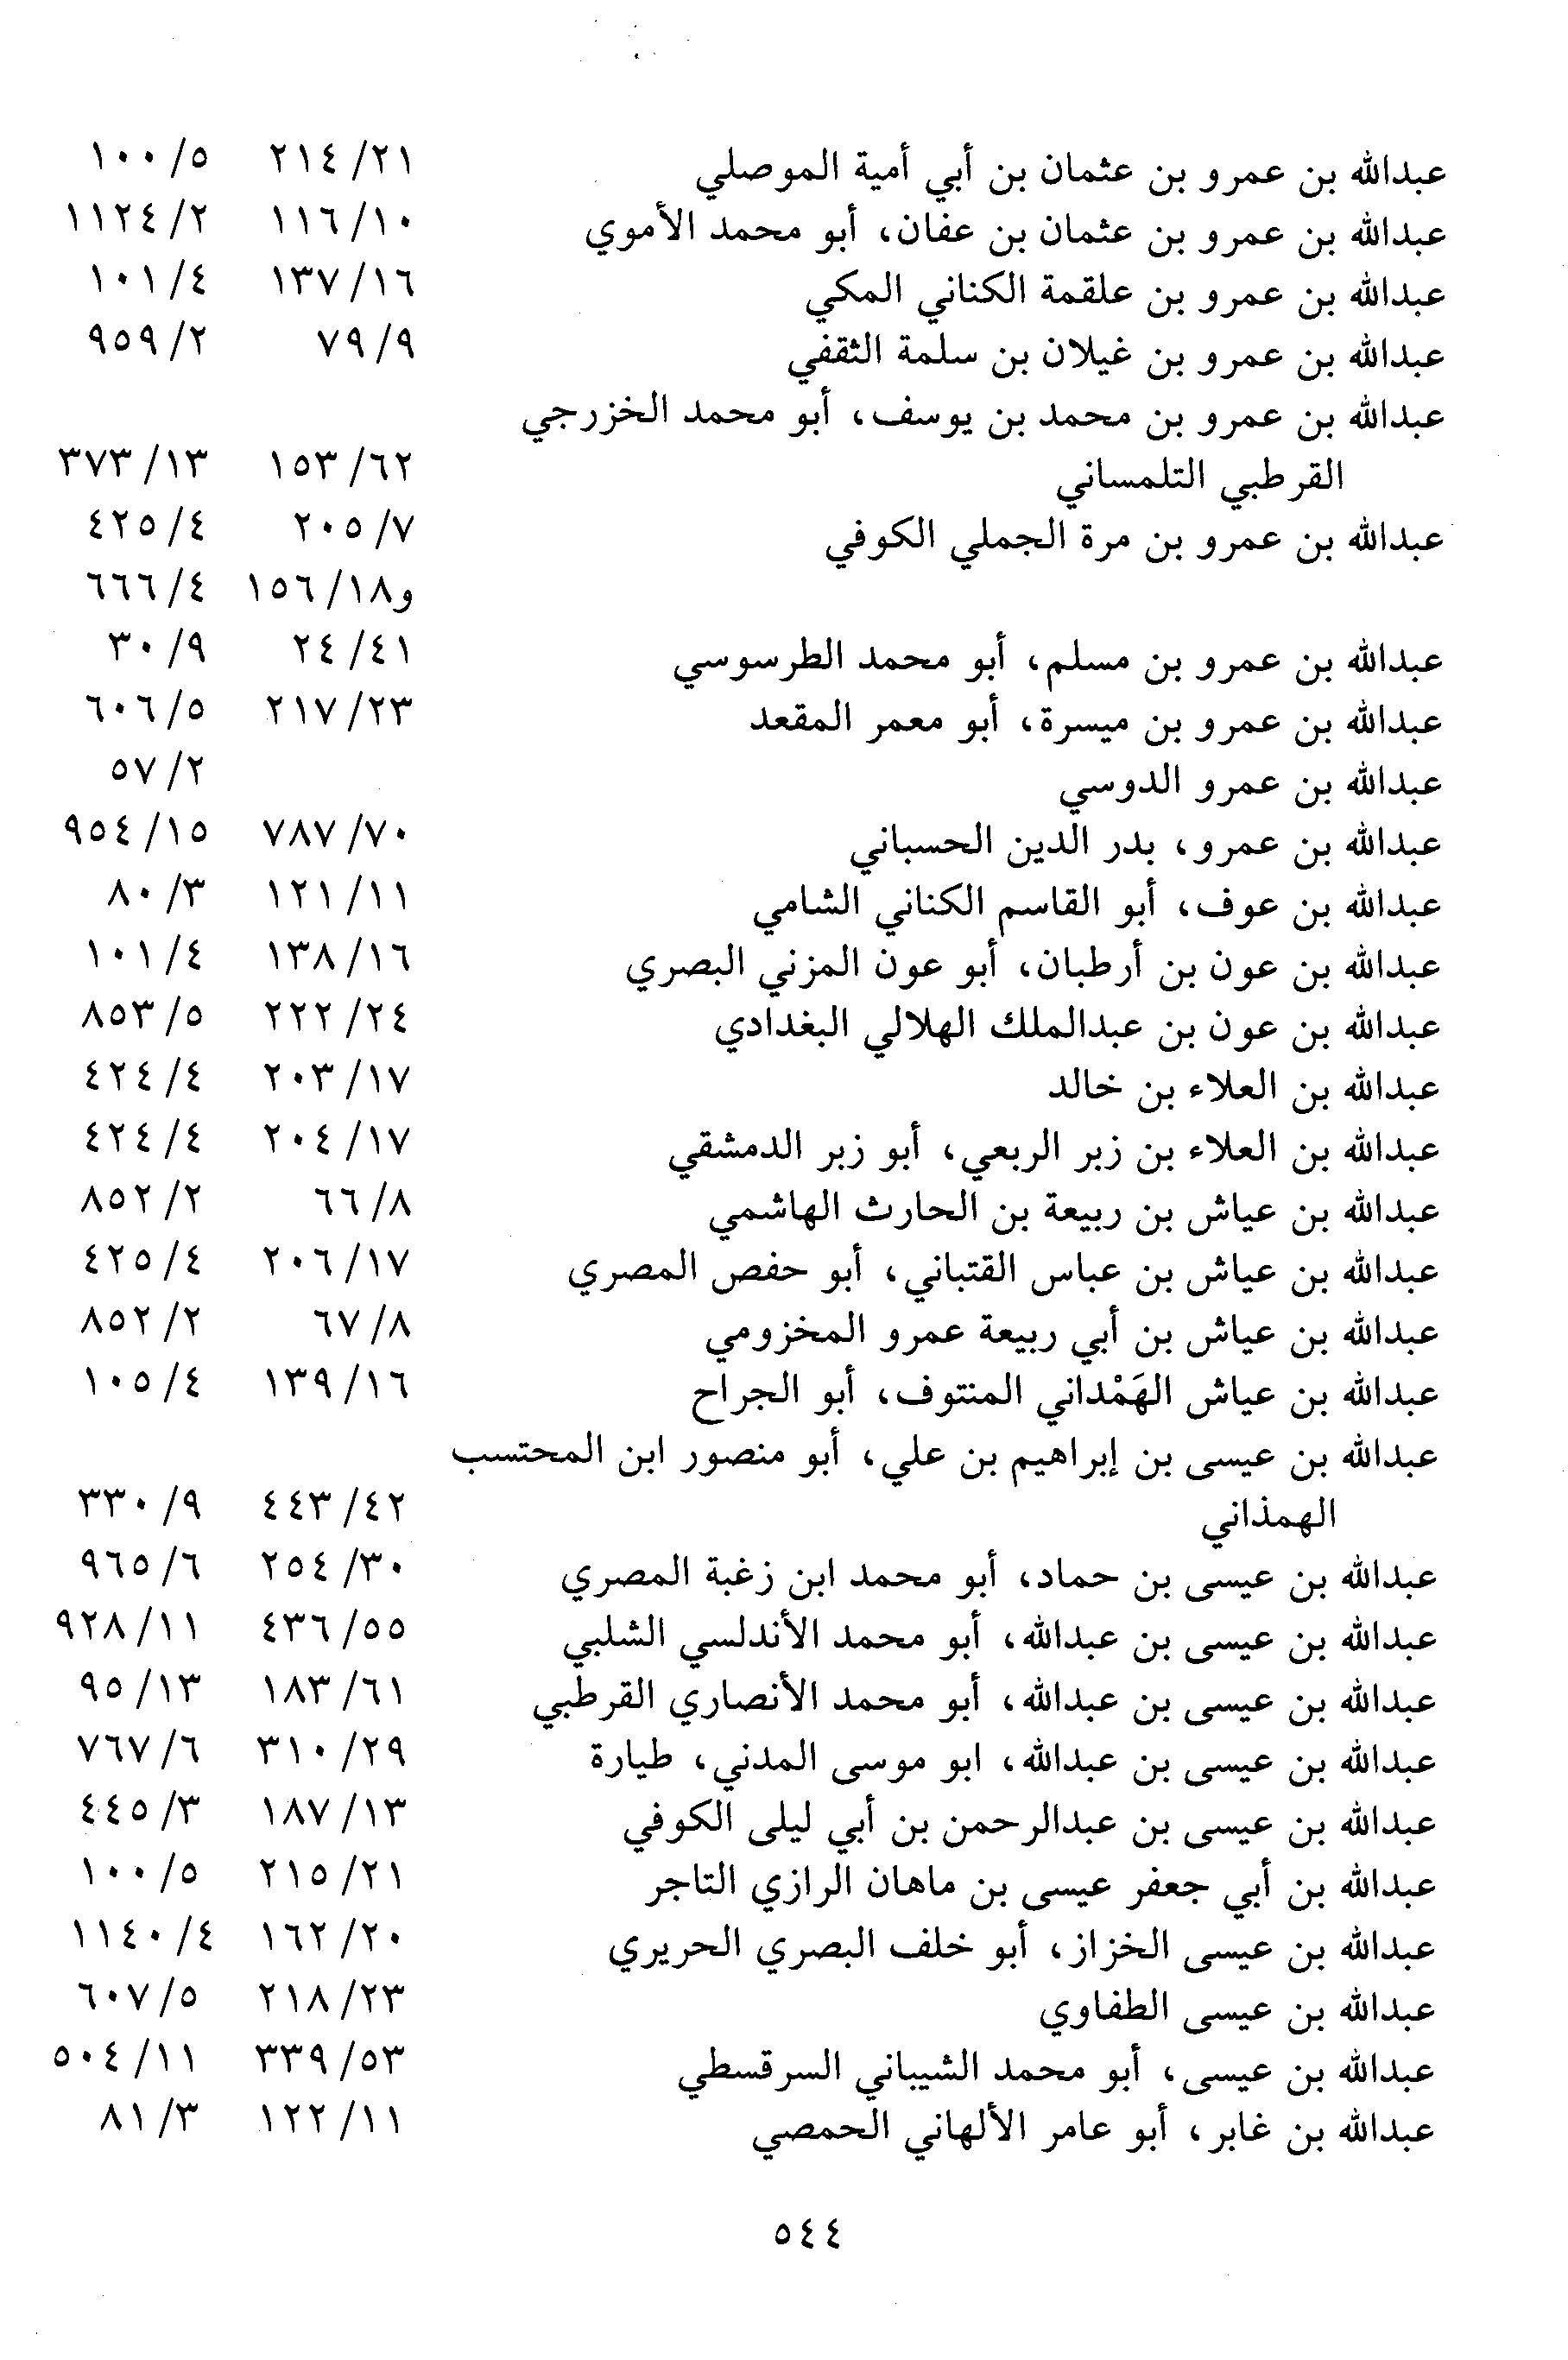 عبدالله بن عمرو بن عثمان بن أبي أمية الموصلي ٢١/ ٢١٤ ٥/ ١٠٠
عبدالله بن عمرو بن عثمان بن عفان، أبو محمد الأموي ١٠/ ١١٦ ٢/ ١١٢٤
عبدالله بن عمرو بن علقمة الكناني المكي ١٦/ ١٣٧ ٤/ ١٠١
عبدالله بن عمرو بن غيلان بن سلمة الثقفي ٩/ ٧٩ ٢/ ٩٥٩
عبدالله بن عمرو بن محمد بن يوسف، أبو محمد الخزرجي
القرطبي التلمساني ٦٢/ ١٥٣ ١٣/ ٣٧٣
عبدالله بن عمرو بن مرة الجملي الكوفي ٧/ ٢٠٥ ٤/ ٤٢٥
و١٨/ ١٥٦ ٤/ ٦٦٦
عبدالله بن عمرو بن مسلم، أبو محمد الطرسوسي ٤١/ ٢٤ ٩/ ٣٠
عبدالله بن عمرو بن ميسرة، أبو معمر المقعد ٢٣/ ٢١٧ ٥/ ٦٠٦
عبدالله بن عمرو الدوسي ٢/ ٥٧
عبدالله بن عمرو، بدر الدين الحسباني ٧٠/ ٧٨٧ ١٥/ ٩٥٤
عبدالله بن عوف، أبو القاسم الكناني الشامي ١١/ ١٢١ ٣/ ٨٠
عبدالله بن عون بن أرطبان، أبو عون المزني البصري ١٦/ ١٣٨ ٤/ ١٠١
عبدالله بن عون بن عبدالملك الهلالي البغدادي ٢٤/ ٢٢٢ ٥/ ٨٥٣
عبدالله بن العلاء بن خالد ١٧/ ٢٠٣ ٤/ ٤٢٤
عبدالله بن العلاء بن زبر الربعي، أبو زبر الدمشقي ١٧/ ٢٠٤ ٤/ ٤٢٤
عبدالله بن عياش بن ربيعة بن الحارث الهاشمي ٨/ ٦٦ ٢/ ٨٥٢
عبدالله بن عياش بن عباس القتباني، أبو حفص المصري ١٧/ ٢٠٦ ٤/ ٤٢٥
عبدالله بن عياش بن أبي ربيعة عمرو المخزومي ٨/ ٦٧ ٢/ ٨٥٢
عبدالله بن عياش الهَمْداني المنتوف، أبو الجراح ١٦/ ١٣٩ ٤/ ١٠٥
عبدالله بن عيسى بن إبراهيم بن علي، أبو منصور ابن المحتسب
الهمذاني ٤٢/ ٤٤٣ ٩/ ٣٣٠
عبدالله بن عيسى بن حماد، أبو محمد ابن زغبة المصري ٣٠/ ٢٥٤ ٦/ ٩٦٥
عبدالله بن عيسى بن عبدالله، أبو محمد الأندلسي الشلبي ٥٥/ ٤٣٦ ١١/ ٩٢٨
عبدالله بن عيسى بن عبدالله، أبو محمد الأنصاري القرطبي ٦١/ ١٨٣ ١٣/ ٩٥
عبدالله بن عيسى بن عبدالله، ابو موسى المدني، طيارة ٢٩/ ٣١٠ ٦/ ٧٦٧
عبدالله بن عيسى بن عبدالرحمن بن أبي ليلى الكوفي ١٣/ ١٨٧ ٣/ ٤٤٥
عبدالله بن أبي جعفر عيسى بن ماهان الرازي التاجر ٢١/ ٢١٥ ٥/ ١٠٠
عبدالله بن عيسى الخزاز، أبو خلف البصري الحريري ٢٠/ ١٦٢ ٤/ ١١٤٠
عبدالله بن عيسى الطفاوي ٢٣/ ٢١٨ ٥/ ٦٠٧
عبدالله بن عيسى، أبو محمد الشيباني السرقسطي ٥٣/ ٣٣٩ ١١/ ٥٠٤
عبدالله بن غابر، أبو عامر الألهاني الحمصي ١١/ ١٢٢ ٣/ ٨١
٥٤٤